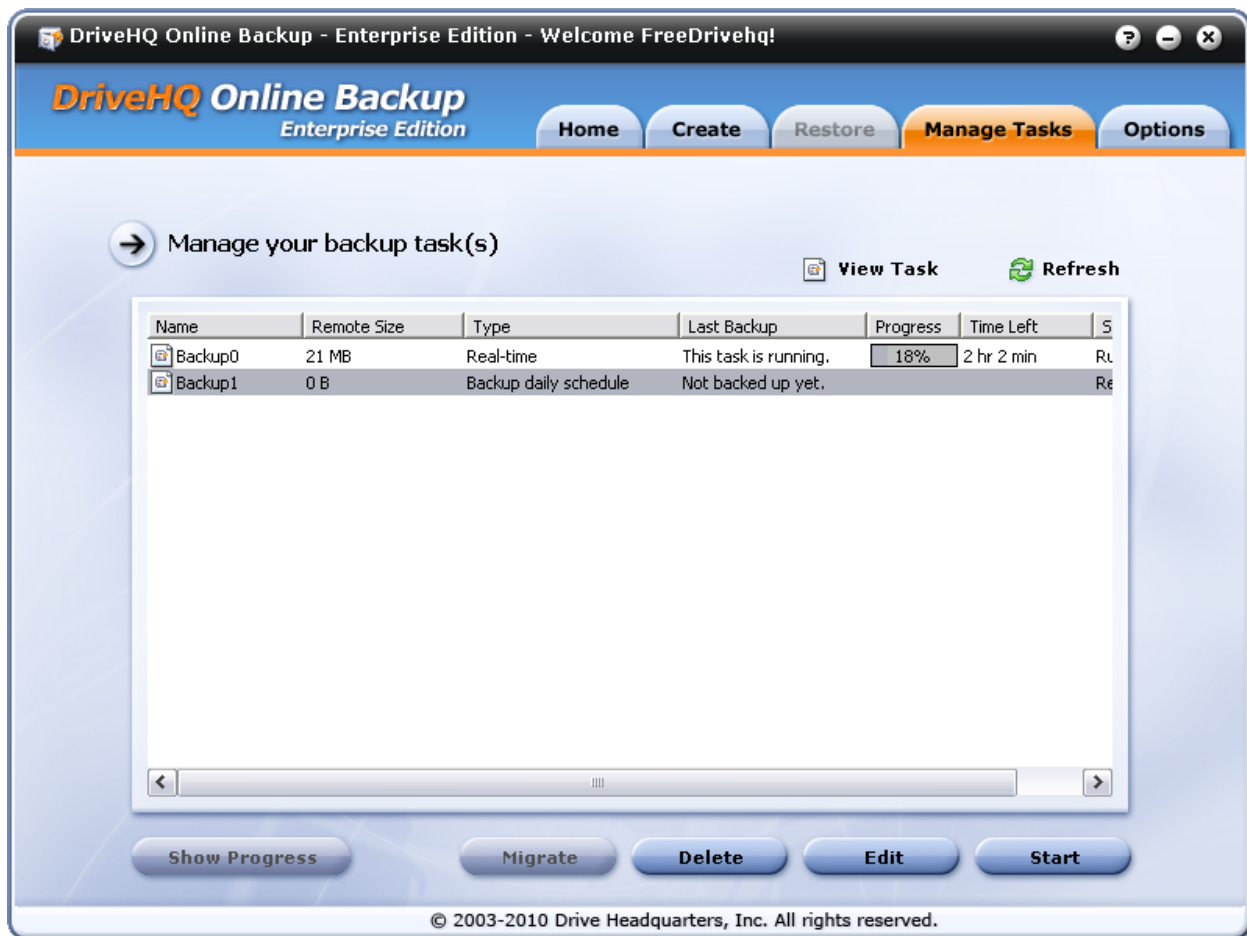 DriveHQ Online Backup - Enterprise Edition - Welcome FreeDrivehq!
DriveHQ Online Backup
Enterprise Edition
Home Create Restore Manage Tasks Options
Manage your backup task(s)
View Task Refresh
Name Remote Size Type Last Backup Progress Time Left S
Backup0 21 MB Real-time This task is running. 18% 2 hr 2 min Ru
Backup1 0 B Backup daily schedule Not backed up yet. Re
Show Progress Migrate Delete Edit Start
© 2003-2010 Drive Headquarters, Inc. All rights reserved.